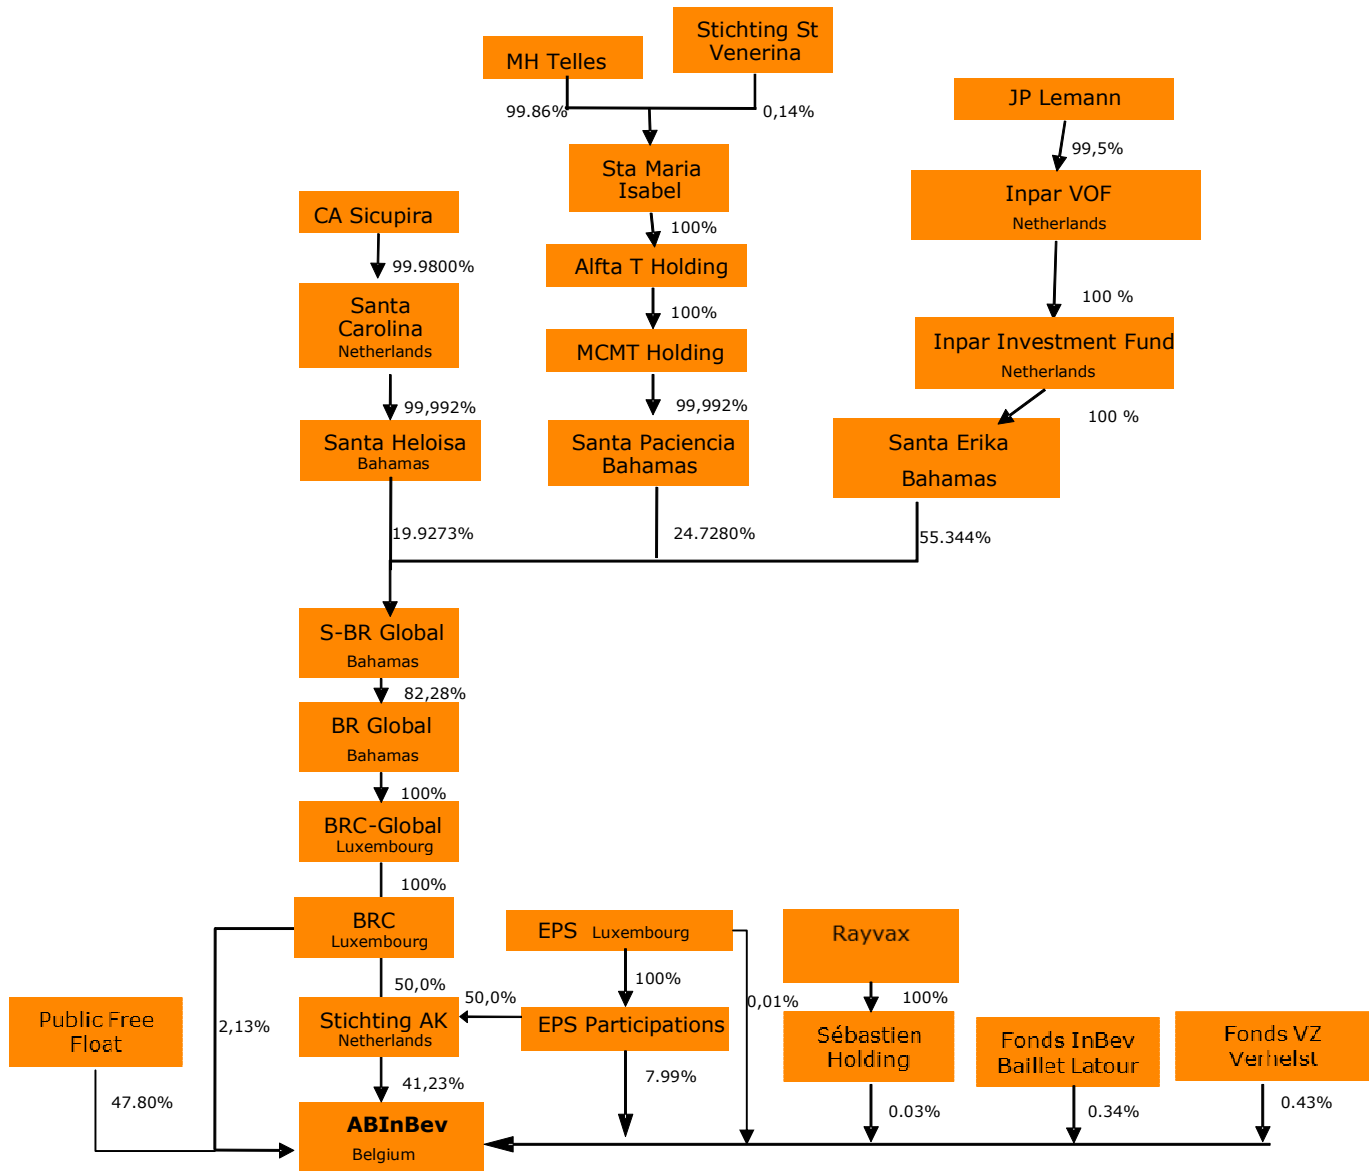 Stichting St
Venerina
MH Telles
99.86%
0,14%
JP Lemann
99,5%
Sta Maria
Isabel
Inpar VOF
Netherlands
CA Sicupira
100%
99.9800%
Alfta T Holding
Santa
Carolina
Netherlands
100%
100 %
MCMT Holding
Inpar Investment Fund
Netherlands
99,992%
99,992%
100 %
Santa Heloisa
Bahamas
Santa Paciencia
Bahamas
Santa Erika
Bahamas
19.9273%
24.7280%
55.344%
S-BR Global
Bahamas
82,28%
BR Global
Bahamas
100%
BRC-Global
Luxembourg
100%
BRC
Luxembourg
EPS Luxembourg
Rayvax
50,0%
50,0%
100%
0,01%
100%
Public Free
Float
2,13%
Stichting AK
Netherlands
EPS Participations
Sébastien
Holding
Fonds InBev
Baillet Latour
Fonds VZ
Verhelst
47.80%
41,23%
7.99%
0.03%
0.34%
0.43%
ABInBev
Belgium